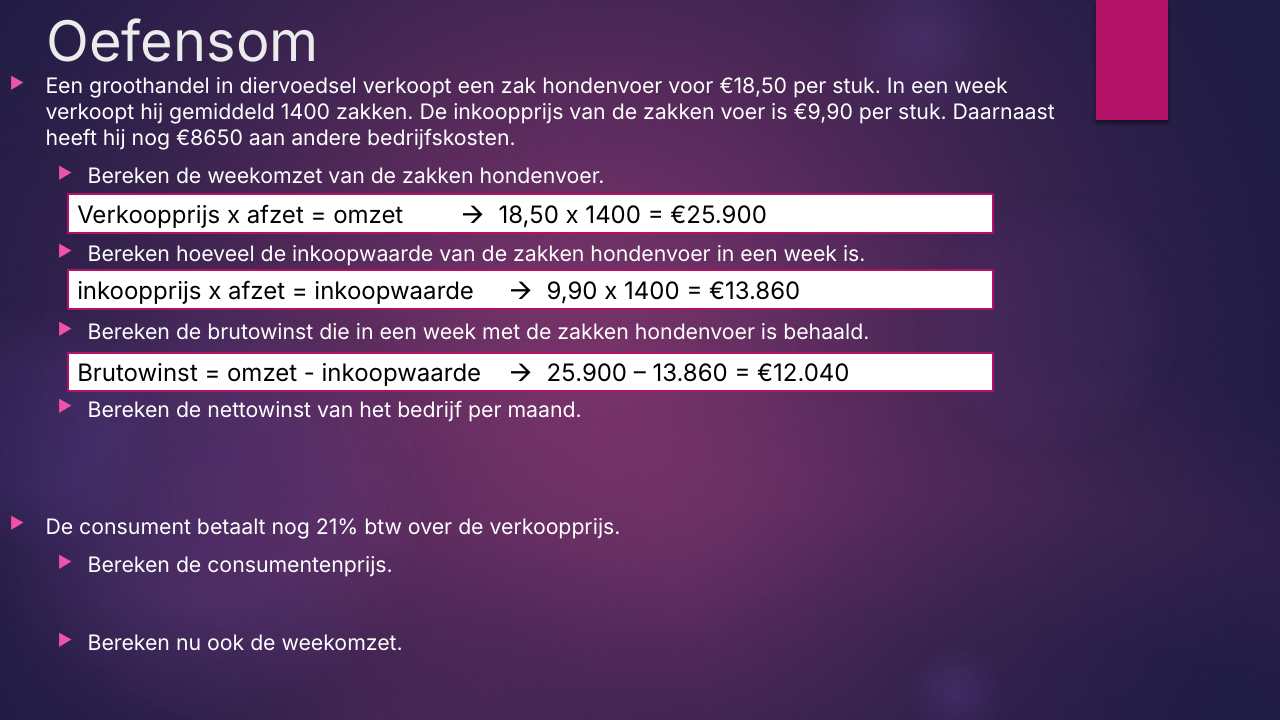 Oefensom
Een groothandel in diervoedsel verkoopt een zak hondenvoer voor €18,50 per stuk. In een week
verkoopt hij gemiddeld 1400 zakken. De inkoopprijs van de zakken voer is €9,90 per stuk. Daarnaast
heeft hij nog €8650 aan andere bedrijfskosten.
Bereken de weekomzet van de zakken hondenvoer.
Verkoopprijs x afzet = omzet → 18,50 x 1400 = €25.900
Bereken hoeveel de inkoopwaarde van de zakken hondenvoer in een week is.
inkoopprijs x afzet = inkoopwaarde → 9,90 x 1400 = €13.860
Bereken de brutowinst die in een week met de zakken hondenvoer is behaald.
Brutowinst = omzet - inkoopwaarde → 25.900 – 13.860 = €12.040
Bereken de nettowinst van het bedrijf per maand.
De consument betaalt nog 21% btw over de verkoopprijs.
Bereken de consumentenprijs.
Bereken nu ook de weekomzet.